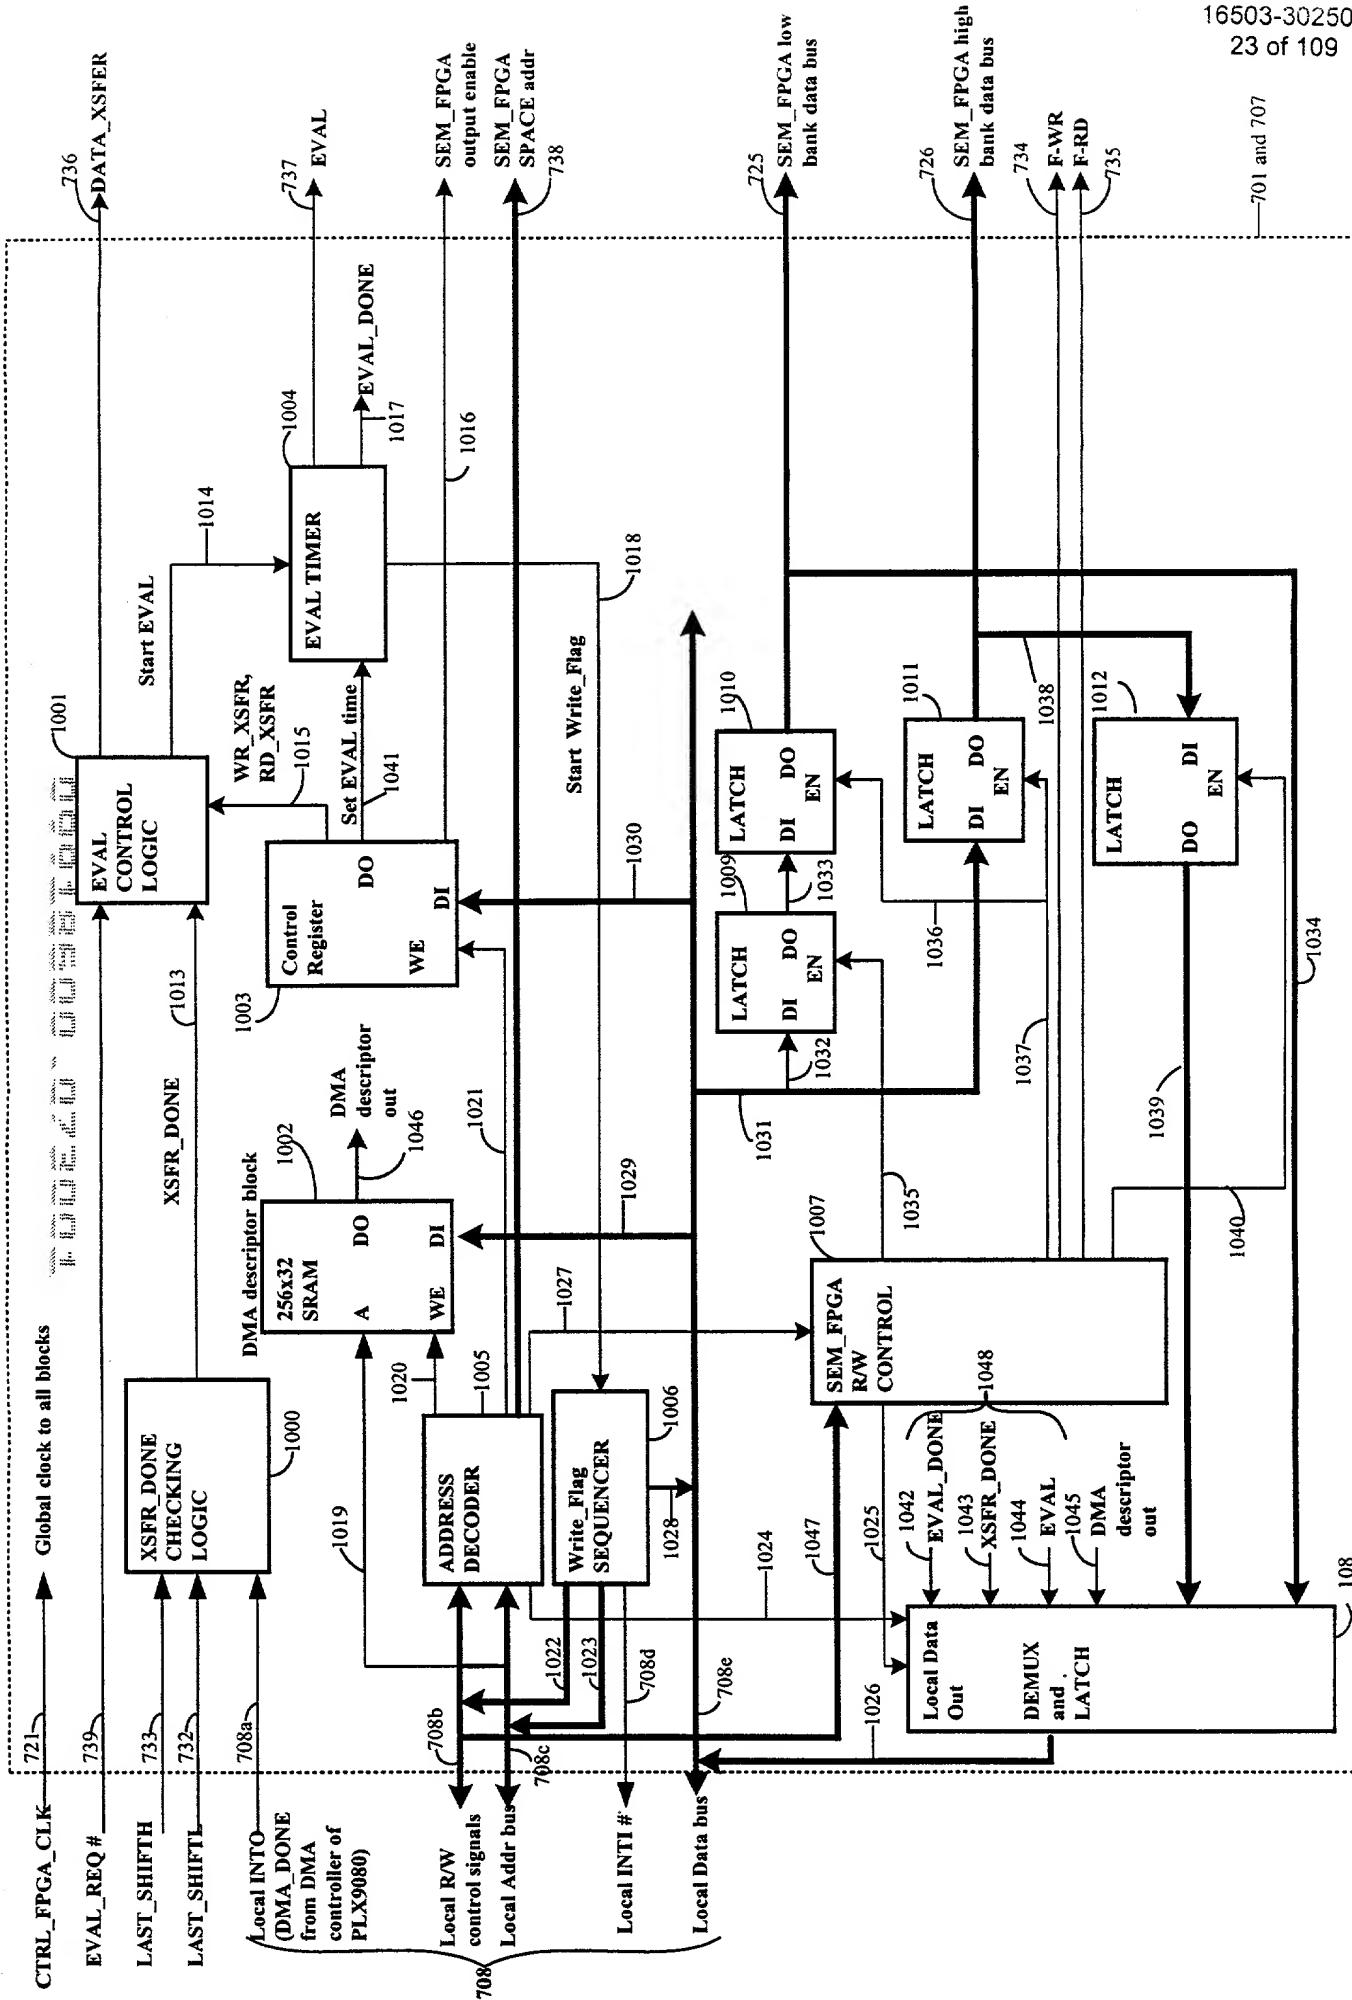 16503-30250
23 of 109
CTRL_FPGA_CLK
721
Global clock to all blocks
EVAL_REQ #
739
LAST_SHIFTH
733
LAST_SHIFTL
732
Local INTO
(DMA_DONE
from DMA
controller of
PLX9080)
708a
XSFR_DONE
CHECKING
LOGIC
1000
XSFR_DONE
1013
EVAL
CONTROL
LOGIC
1001
736
DATA_XSFER
Start EVAL
1014
WR_XSFR,
RD_XSFR
1015
Set EVAL time
1041
EVAL TIMER
1004
737
EVAL
EVAL_DONE
1017
1016
SEM_FPGA
output enable
SEM_FPGA
SPACE addr
738
DMA descriptor block
256x32
SRAM
A
DO
WE
DI
1002
DMA
descriptor
out
1046
Control
Register
DO
WE
DI
1003
1019
1020
1021
Local R/W
control signals
Local Addr bus
Local INTI #
Local Data bus
708
708b
708c
708d
708e
ADDRESS
DECODER
1005
Write_Flag
SEQUENCER
1006
1022
1023
1024
1027
1028
1029
1030
Start Write_Flag
1018
1031
1032
LATCH
DI
DO
EN
1009
1033
LATCH
DI
DO
EN
1010
725
SEM_FPGA low
bank data bus
LATCH
DI
DO
EN
1011
726
SEM_FPGA high
bank data bus
1038
LATCH
DO
DI
EN
1012
734
F-WR
F-RD
735
701 and 707
SEM_FPGA
R/W
CONTROL
1007
1035
1036
1037
1039
1040
1034
1047
1025
1048
1042
EVAL_DONE
1043
XSFR_DONE
1044
EVAL
1045
DMA
descriptor
out
Local Data
Out
DEMUX
and
LATCH
1026